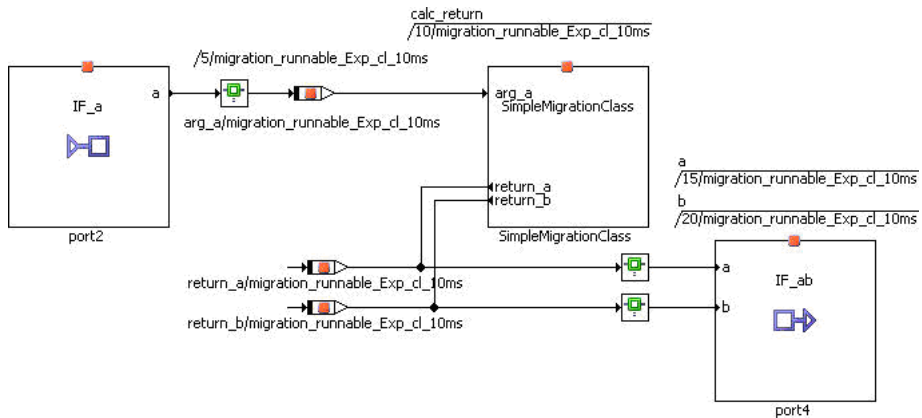 calc_return
/10/migration_runnable_Exp_cl_10ms
/5/migration_runnable_Exp_cl_10ms
a
IF_a
arg_a
SimpleMigrationClass
arg_a/migration_runnable_Exp_cl_10ms
a
/15/migration_runnable_Exp_cl_10ms
return_a
return_b
b
/20/migration_runnable_Exp_cl_10ms
port2
SimpleMigrationClass
a
return_a/migration_runnable_Exp_cl_10ms
IF_ab
b
return_b/migration_runnable_Exp_cl_10ms
port4